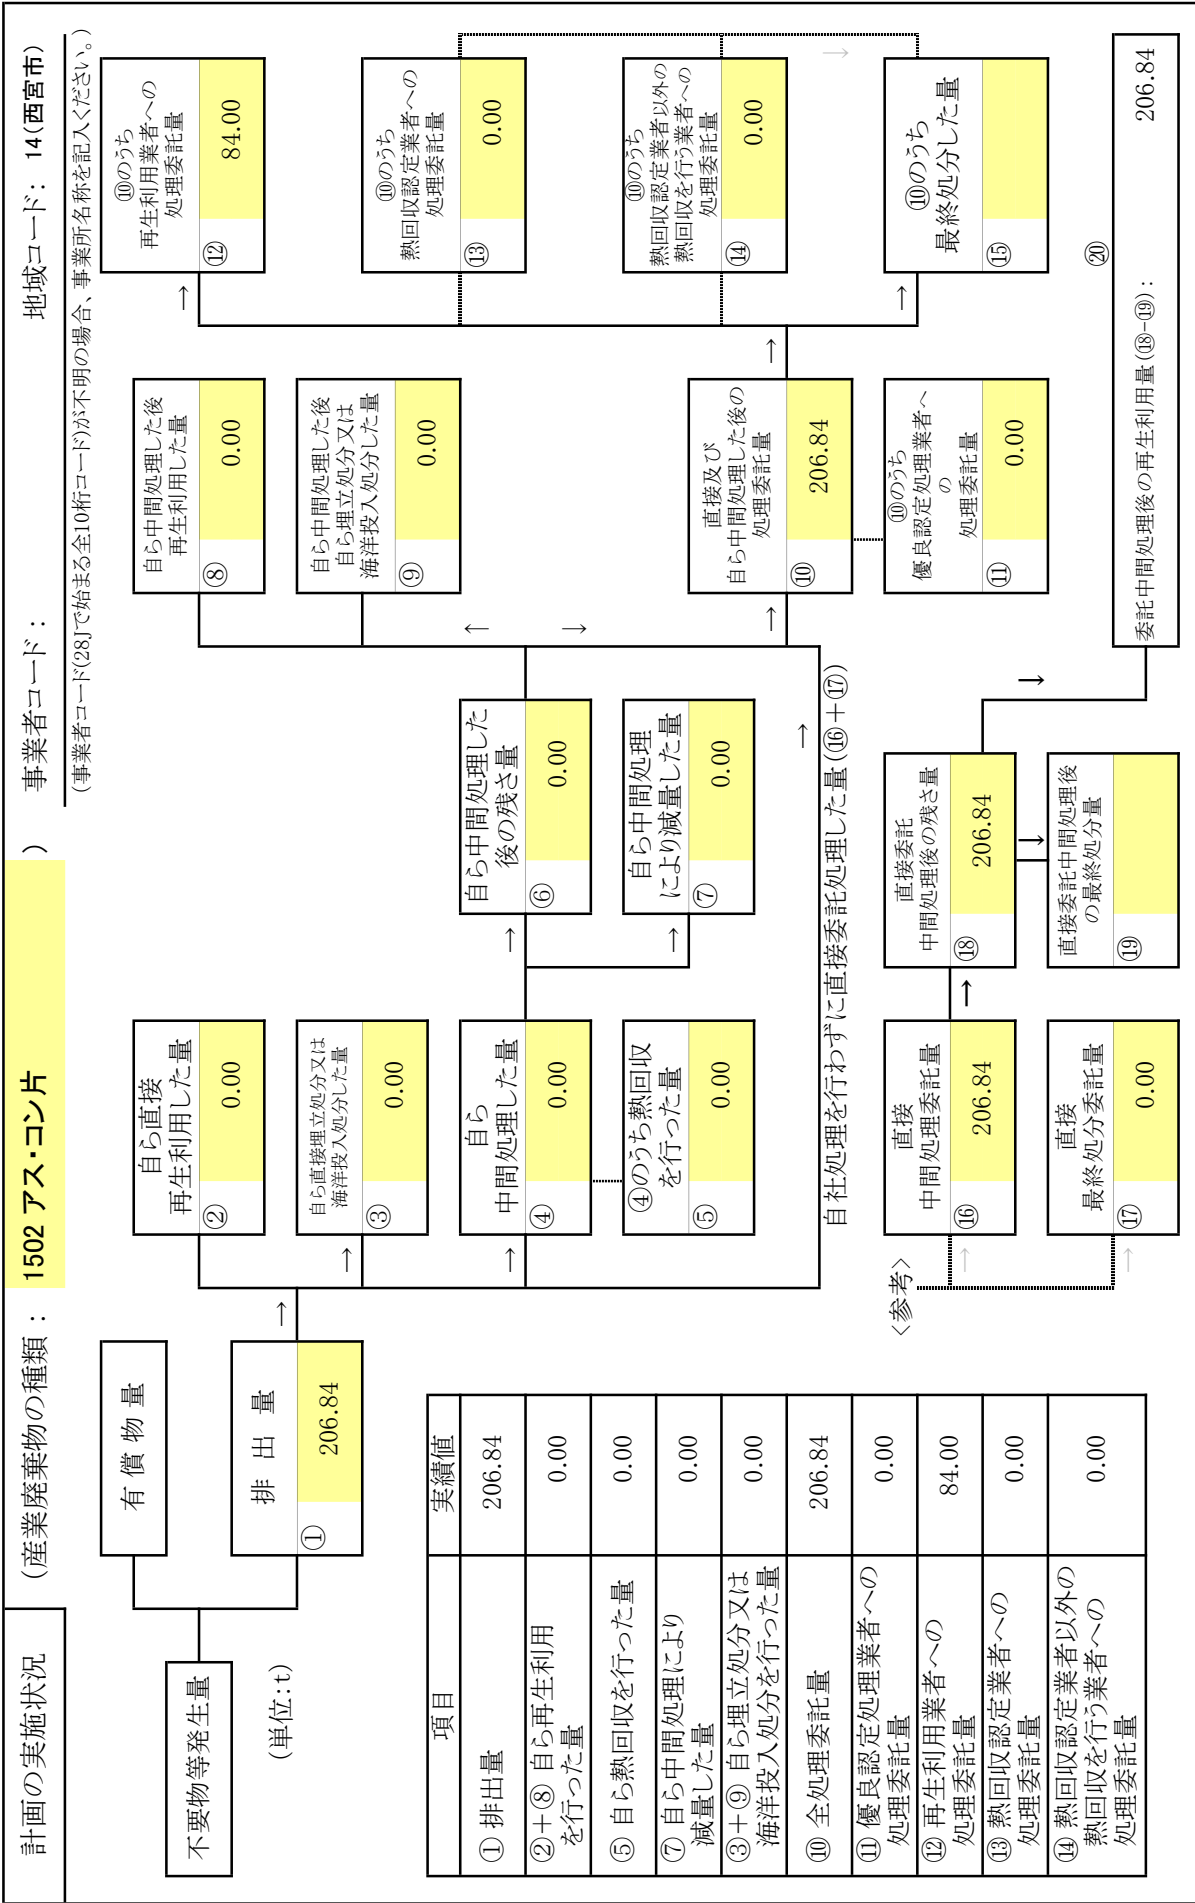 計画の実施状況
(産業廃棄物の種類：
1502 アス・コン片
)
事業者コード：
地域コード： 14(西宮市)
(事業者コード(「28」で始まる全10桁コード)が不明の場合、事業所名称を記入ください。)
不要物等発生量
(単位:t)
有 償 物 量
排 出 量
①
206.84
自ら直接
再生利用した量
②
0.00
自ら直接埋立処分又は
海洋投入処分した量
③
0.00
自ら
中間処理した量
④
0.00
④のうち熱回収
を行った量
⑤
0.00
自ら中間処理した
後の残さ量
⑥
0.00
自ら中間処理
により減量した量
⑦
0.00
自ら中間処理した後
再生利用した量
⑧
0.00
自ら中間処理した後
自ら埋立処分又は
海洋投入処分した量
⑨
0.00
直接及び
自ら中間処理した後の
処理委託量
⑩
206.84
⑩のうち
優良認定処理業者へ
の
処理委託量
⑪
0.00
⑩のうち
再生利用業者への
処理委託量
⑫
84.00
⑩のうち
熱回収認定業者への
処理委託量
⑬
0.00
⑩のうち
熱回収認定業者以外の
熱回収を行う業者への
処理委託量
⑭
0.00
⑩のうち
最終処分した量
⑮
自社処理を行わずに直接委託処理した量(⑯＋⑰)
<参考>
直接
中間処理委託量
⑯
206.84
直接
最終処分委託量
⑰
0.00
直接委託
中間処理後の残さ量
⑱
206.84
直接委託中間処理後
の最終処分量
⑲
⑳
委託中間処理後の再生利用量(⑱-⑲)：
206.84
項目
実績値
① 排出量
206.84
②＋⑧ 自ら再生利用
を行った量
0.00
⑤ 自ら熱回収を行った量
0.00
⑦ 自ら中間処理により
減量した量
0.00
③＋⑨ 自ら埋立処分又は
海洋投入処分を行った量
0.00
⑩ 全処理委託量
206.84
⑪ 優良認定処理業者への
処理委託量
0.00
⑫ 再生利用業者への
処理委託量
84.00
⑬ 熱回収認定業者への
処理委託量
0.00
⑭ 熱回収認定業者以外の
熱回収を行う業者への
処理委託量
0.00